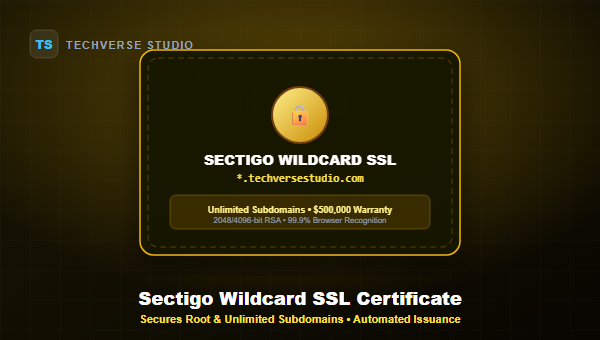 TS TECHVERSE STUDIO
SECTIGO WILDCARD SSL
*.techversestudio.com
Unlimited Subdomains • $500,000 Warranty
2048/4096-bit RSA • 99.9% Browser Recognition
Sectigo Wildcard SSL Certificate
Secures Root & Unlimited Subdomains • Automated Issuance